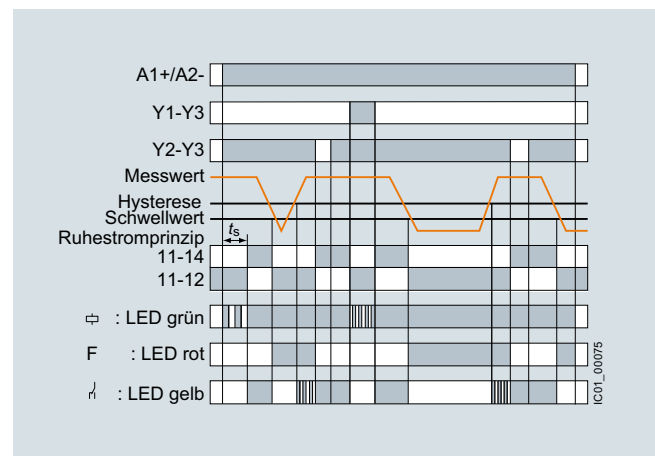 A1+/A2-
Y1-Y3
Y2-Y3
Messwert
Hysterese
Schwellwert
ts
Ruhestromprinzip
11-14
11-12
: LED grün
F : LED rot
: LED gelb
IC01_00075